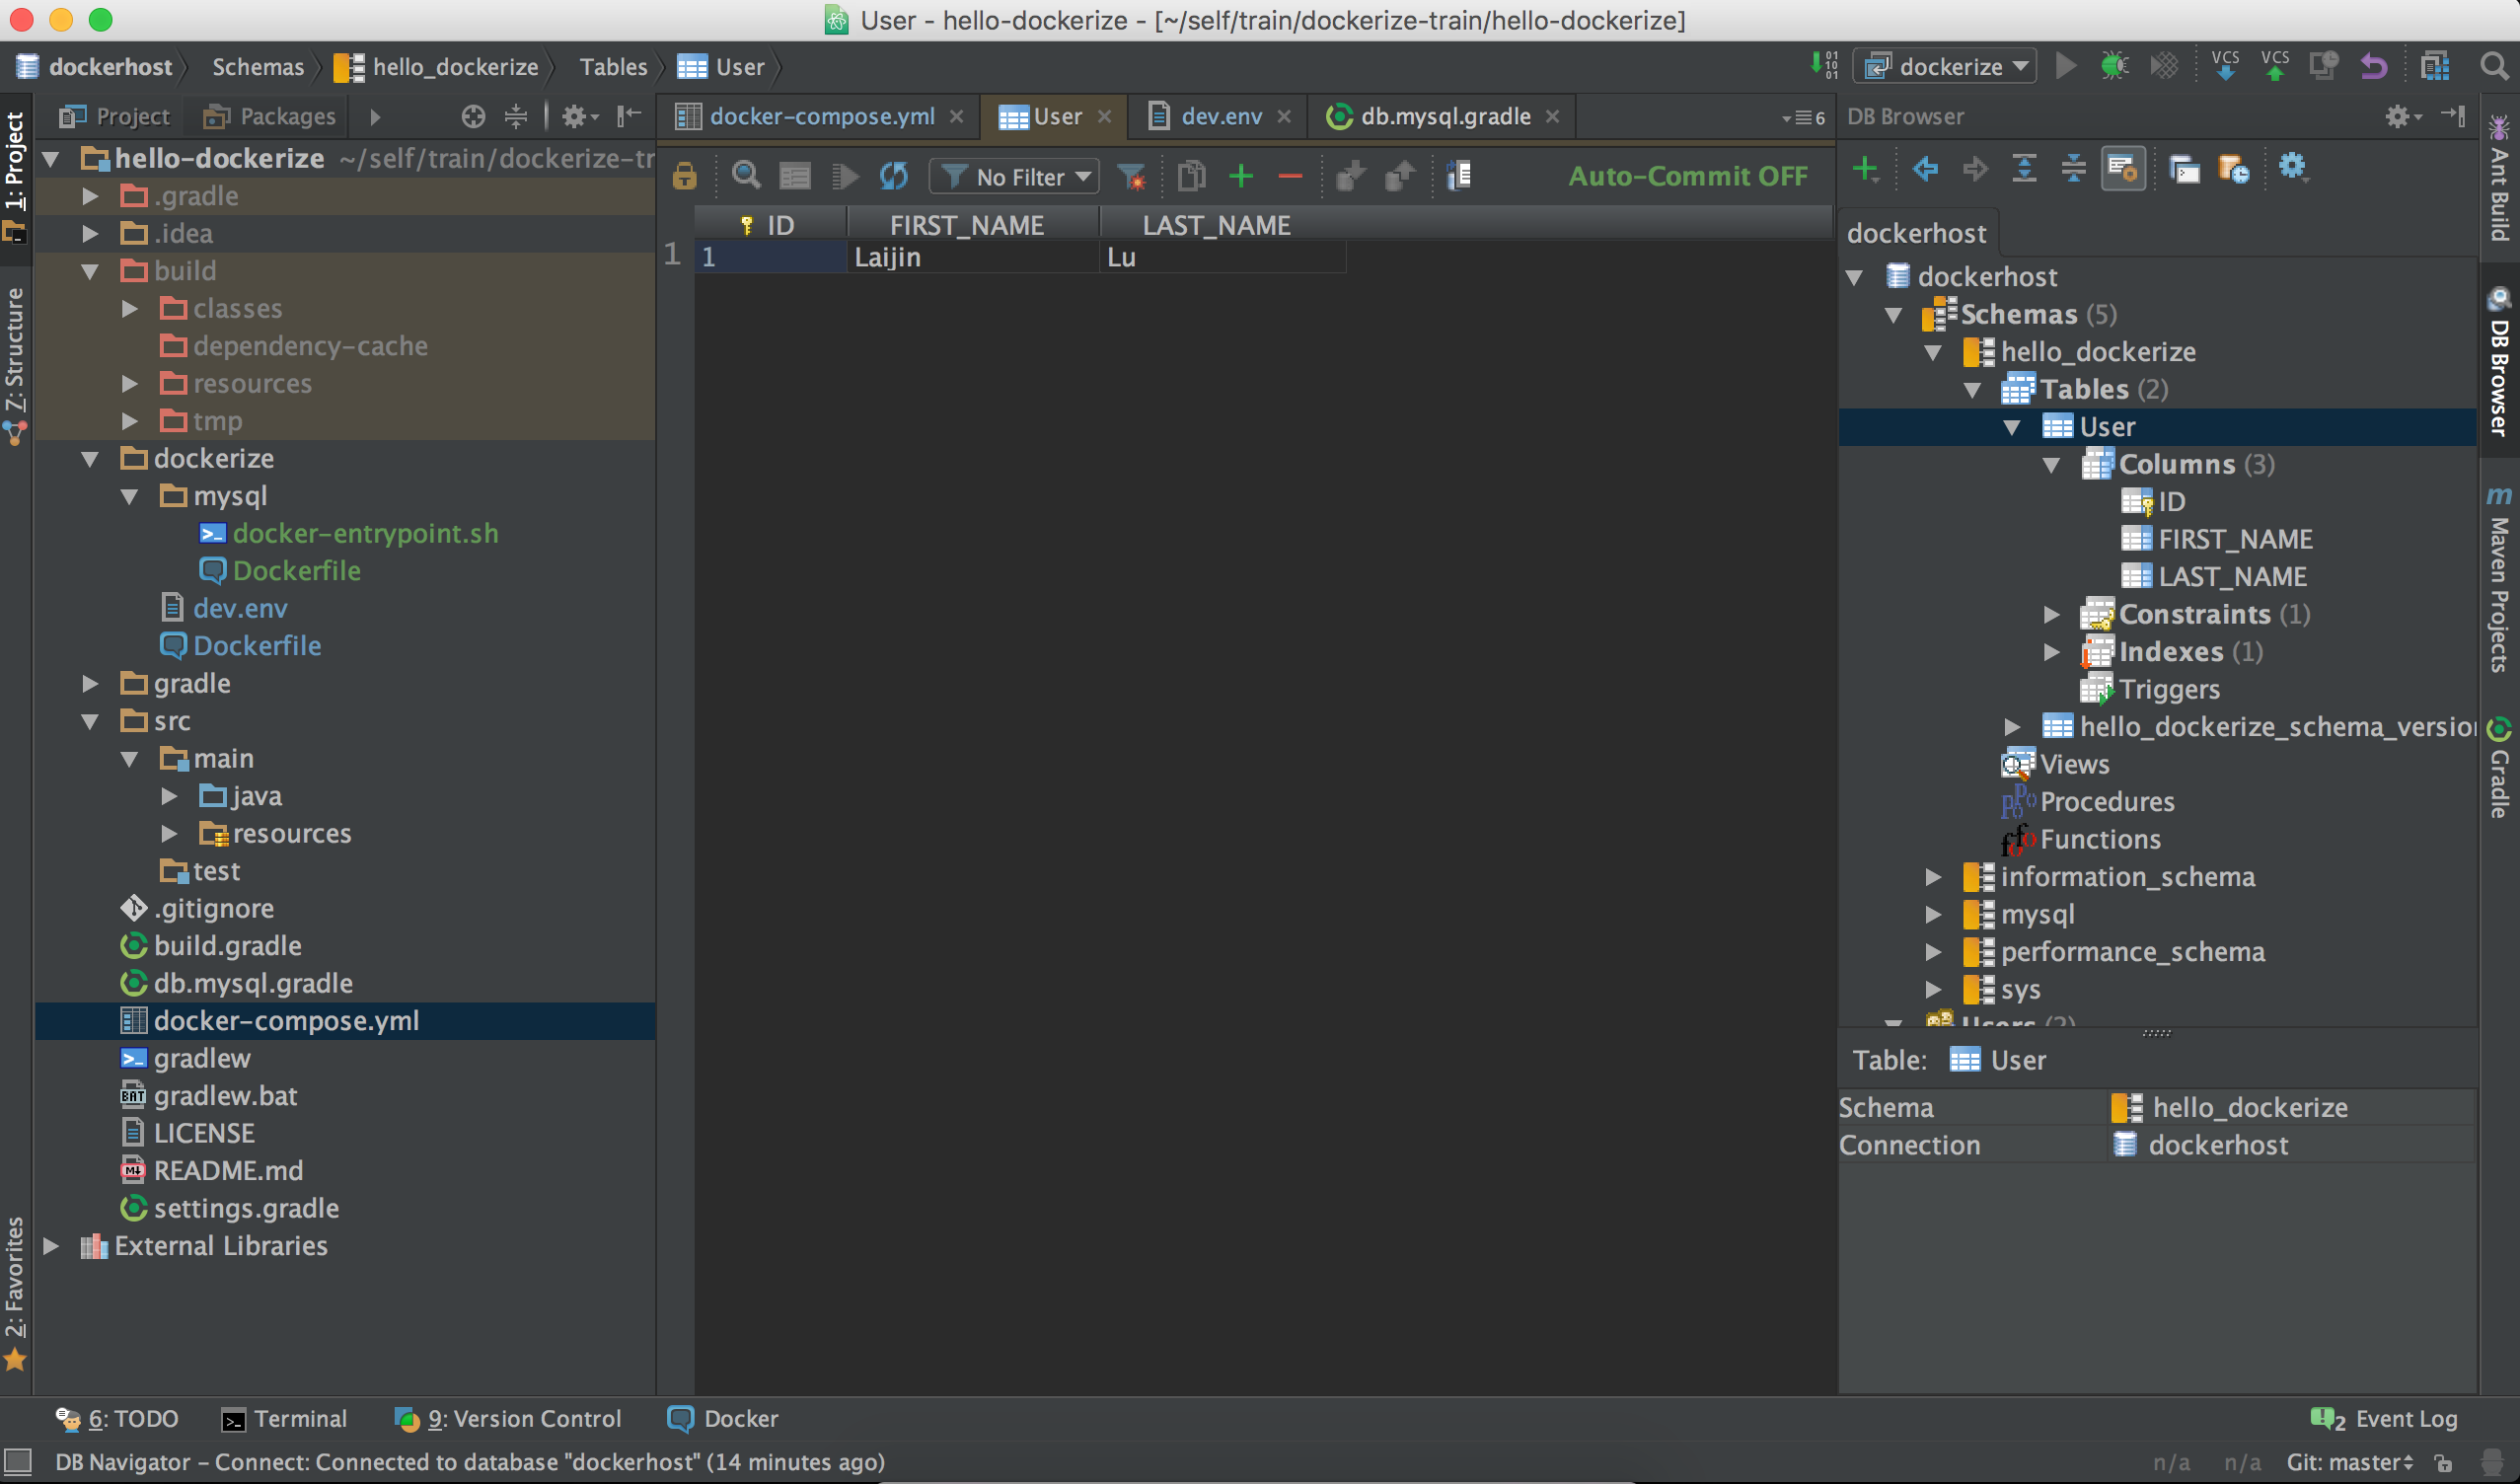 User - hello-dockerize - [~/self/train/dockerize-train/hello-dockerize]
dockerhost Schemas hello_dockerize Tables User
dockerize VCS VCS
1: Project
Z: Structure
2: Favorites
Project Packages
hello-dockerize ~/self/train/dockerize-tr
.gradle
.idea
build
classes
dependency-cache
resources
tmp
dockerize
mysql
docker-entrypoint.sh
Dockerfile
dev.env
Dockerfile
gradle
src
main
java
resources
test
.gitignore
build.gradle
db.mysql.gradle
docker-compose.yml
gradlew
gradlew.bat
LICENSE
README.md
settings.gradle
External Libraries
docker-compose.yml User dev.env db.mysql.gradle 6
No Filter Auto-Commit OFF
ID FIRST_NAME LAST_NAME
1 1 Laijin Lu
DB Browser
dockerhost
dockerhost
Schemas (5)
hello_dockerize
Tables (2)
User
Columns (3)
ID
FIRST_NAME
LAST_NAME
Constraints (1)
Indexes (1)
Triggers
hello_dockerize_schema_version
Views
Procedures
Functions
information_schema
mysql
performance_schema
sys
Users (2)
Table: User
Schema hello_dockerize
Connection dockerhost
Ant Build
DB Browser
Maven Projects
Gradle
6: TODO Terminal 9: Version Control Docker 2 Event Log
DB Navigator – Connect: Connected to database "dockerhost" (14 minutes ago) n/a n/a Git: master